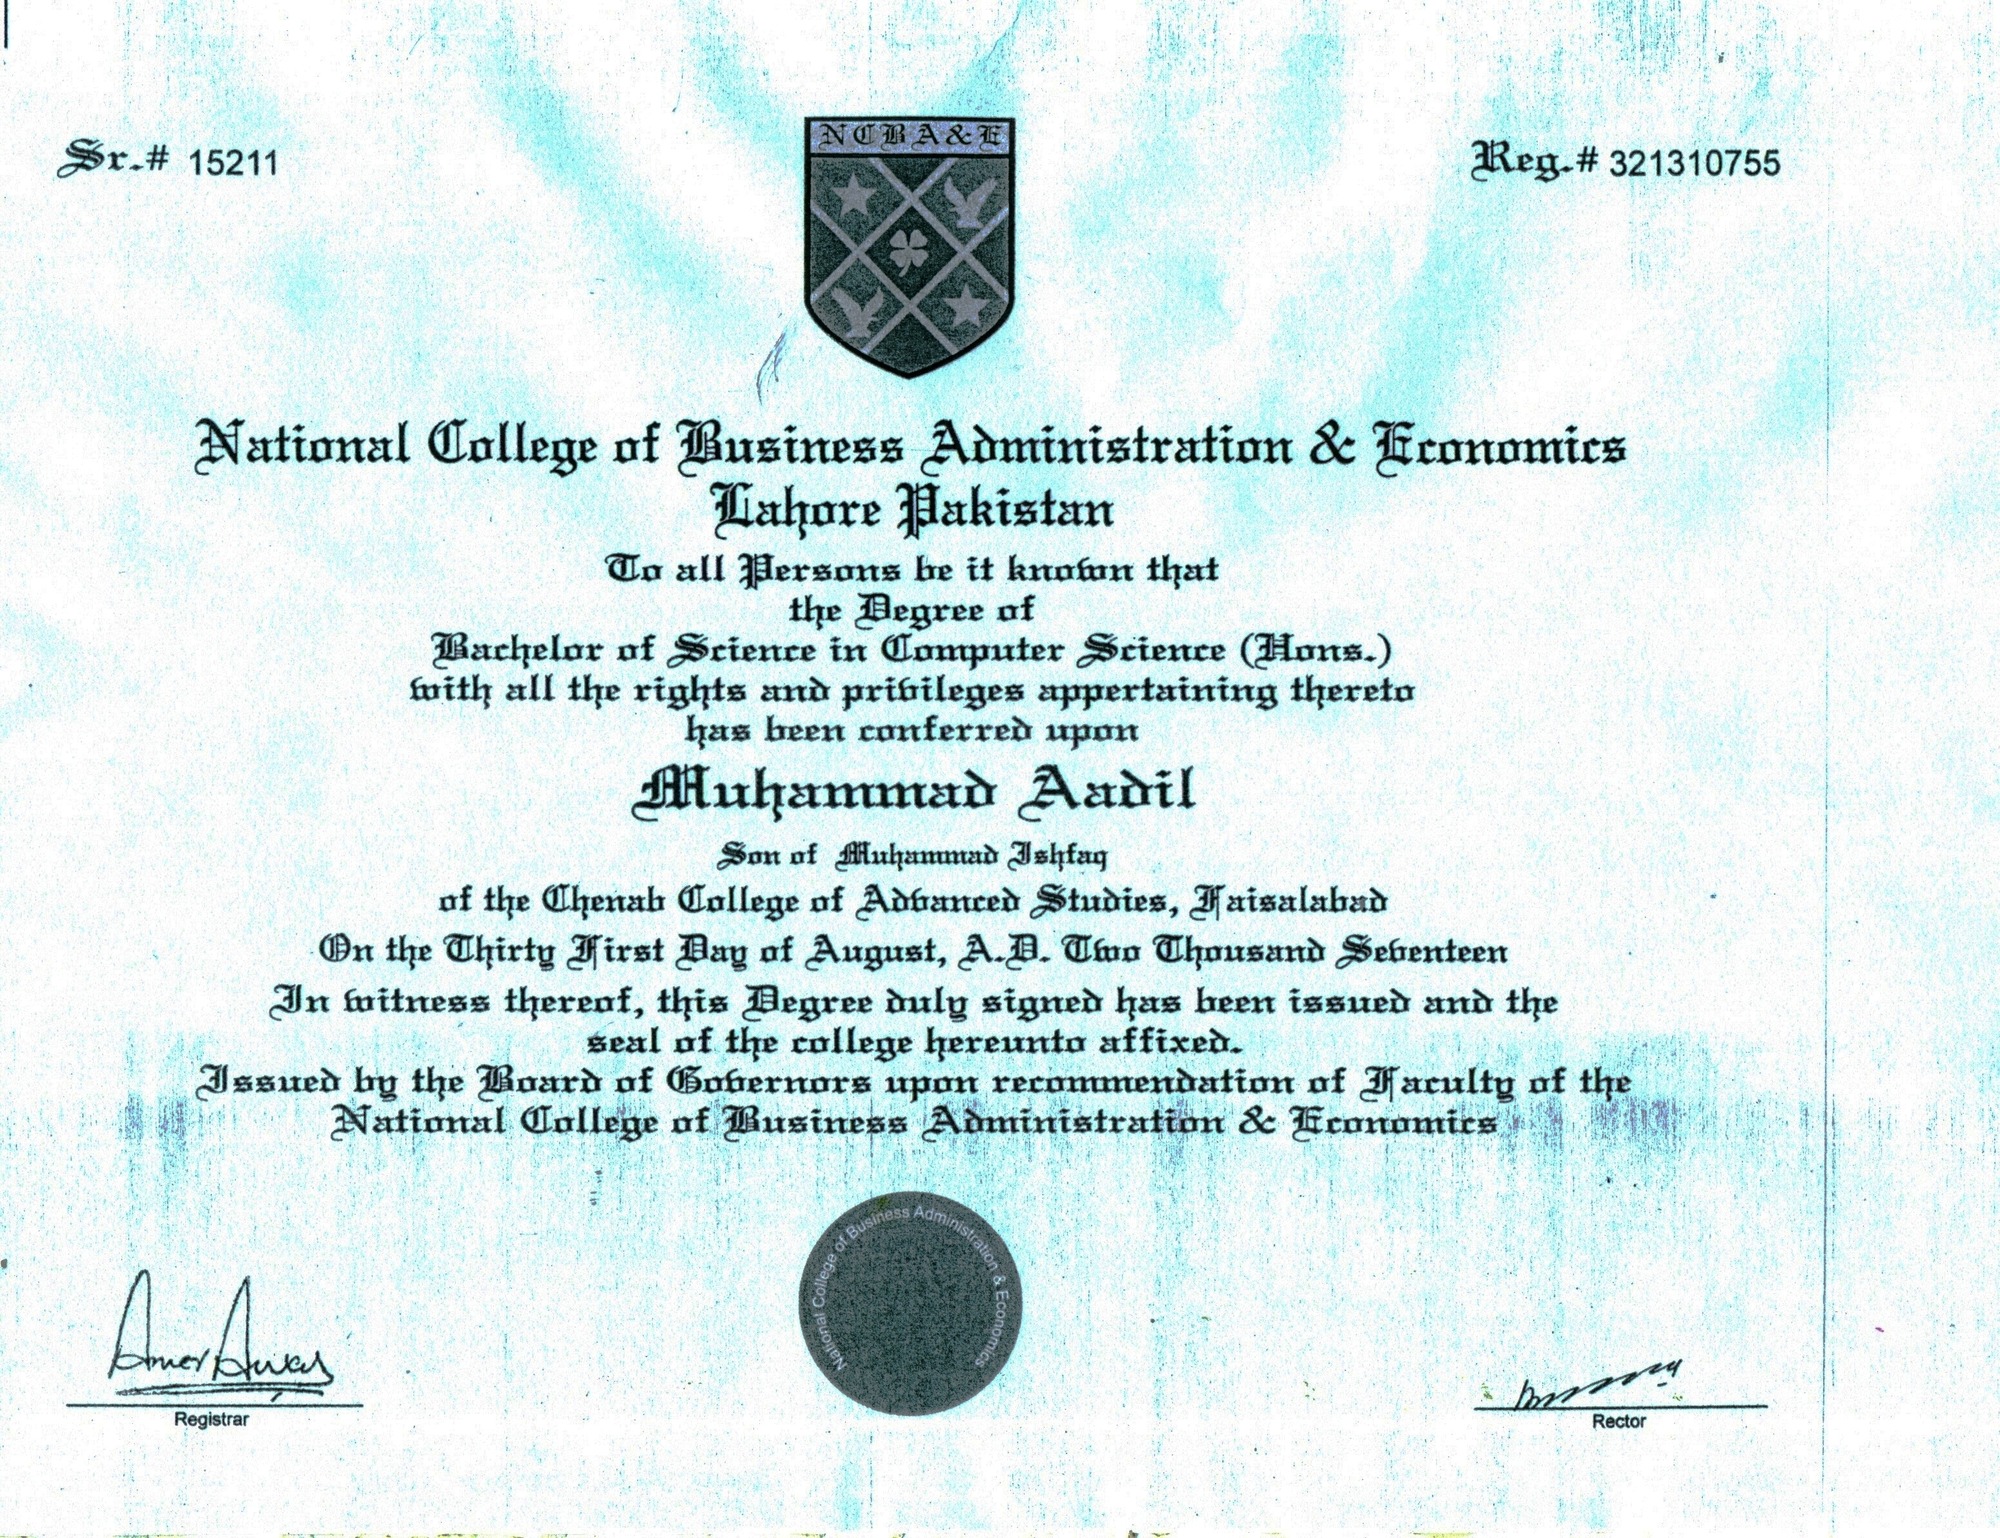 Sr.# 15211
NCBA&E
Reg.# 321310755
National College of Business Administration & Economics
Lahore Pakistan
To all Persons be it known that
the Degree of
Bachelor of Science in Computer Science (Hons.)
with all the rights and privileges appertaining thereto
has been conferred upon
Muhammad Aadil
Son of Muhammad Ishfaq
of the Chenab College of Advanced Studies, Faisalabad
On the Thirty First Day of August, A.D. Two Thousand Seventeen
In witness thereof, this Degree duly signed has been issued and the
seal of the college hereunto affixed.
Issued by the Board of Governors upon recommendation of Faculty of the
National College of Business Administration & Economics
National College of Business Administration & Economics
Registrar
Rector